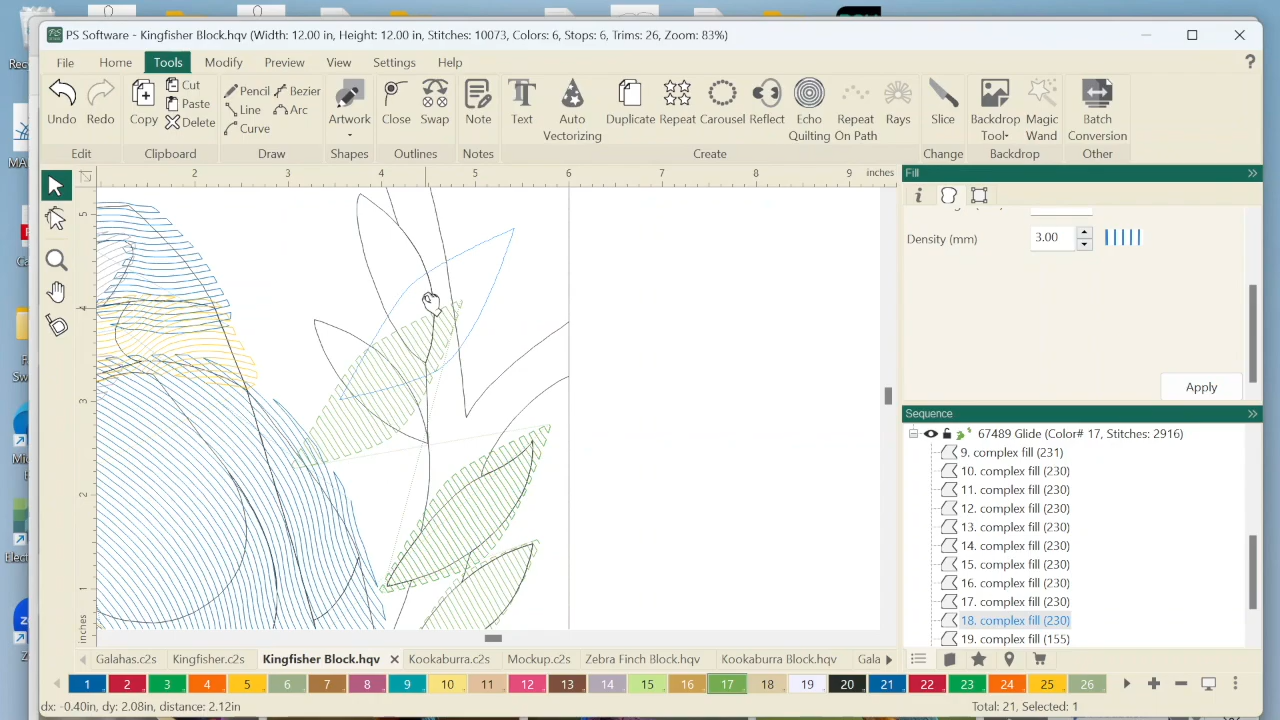 Recy
PS Software - Kingfisher Block.hqv (Width: 12.00 in, Height: 12.00 in, Stitches: 10073, Colors: 6, Stops: 6, Trims: 26, Zoom: 83%)
File Home Tools Modify Preview View Settings Help
Undo Redo Copy Cut Paste Delete Pencil Bezier Line Arc Curve Artwork Close Swap Note Text Auto Vectorizing Duplicate Repeat Carousel Reflect Echo Quilting Repeat On Path Rays Slice Backdrop Tool Magic Wand Batch Conversion
Edit Clipboard Draw Shapes Outlines Notes Create Change Backdrop Other
2 3 4 5 6 7 8 9 inches
5
4
3
2
1
inches
Fill
Density (mm) 3.00
Apply
Sequence
67489 Glide (Color# 17, Stitches: 2916)
9. complex fill (231)
10. complex fill (230)
11. complex fill (230)
12. complex fill (230)
13. complex fill (230)
14. complex fill (230)
15. complex fill (230)
16. complex fill (230)
17. complex fill (230)
18. complex fill (230)
19. complex fill (155)
Galahas.c2s Kingfisher.c2s Kingfisher Block.hqv Kookaburra.c2s Mockup.c2s Zebra Finch Block.hqv Kookaburra Block.hqv Gala
1 2 3 4 5 6 7 8 9 10 11 12 13 14 15 16 17 18 19 20 21 22 23 24 25 26
dx: -0.40in, dy: 2.08in, distance: 2.12in Total: 21, Selected: 1